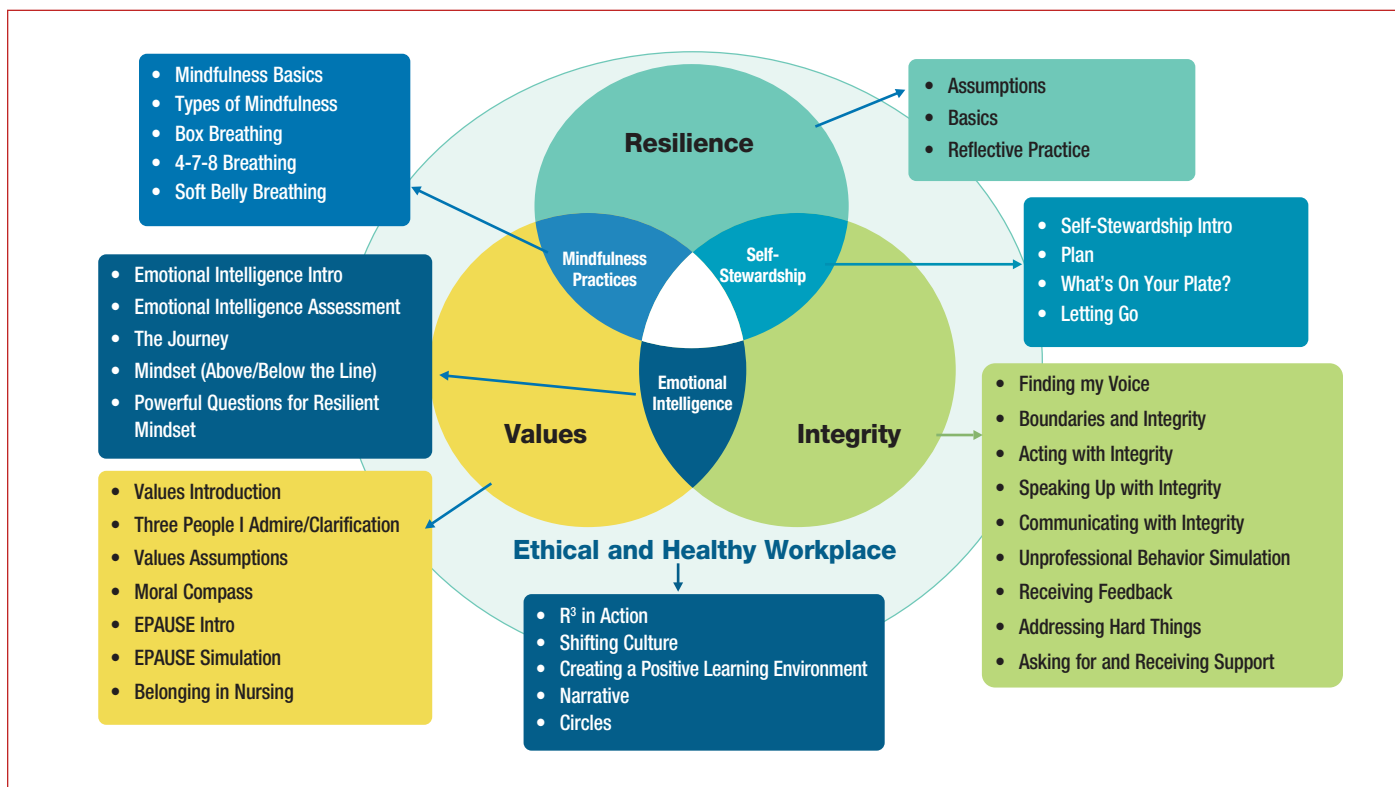 • Mindfulness Basics
• Types of Mindfulness
• Box Breathing
• 4-7-8 Breathing
• Soft Belly Breathing
Resilience
• Assumptions
• Basics
• Reflective Practice
Mindfulness
Practices
Self-
Stewardship
• Self-Stewardship Intro
• Plan
• What’s On Your Plate?
• Letting Go
• Emotional Intelligence Intro
• Emotional Intelligence Assessment
• The Journey
• Mindset (Above/Below the Line)
• Powerful Questions for Resilient
Mindset
Emotional
Intelligence
Values
Integrity
• Finding my Voice
• Boundaries and Integrity
• Acting with Integrity
• Speaking Up with Integrity
• Communicating with Integrity
• Unprofessional Behavior Simulation
• Receiving Feedback
• Addressing Hard Things
• Asking for and Receiving Support
• Values Introduction
• Three People I Admire/Clarification
• Values Assumptions
• Moral Compass
• EPAUSE Intro
• EPAUSE Simulation
• Belonging in Nursing
Ethical and Healthy Workplace
• R³ in Action
• Shifting Culture
• Creating a Positive Learning Environment
• Narrative
• Circles